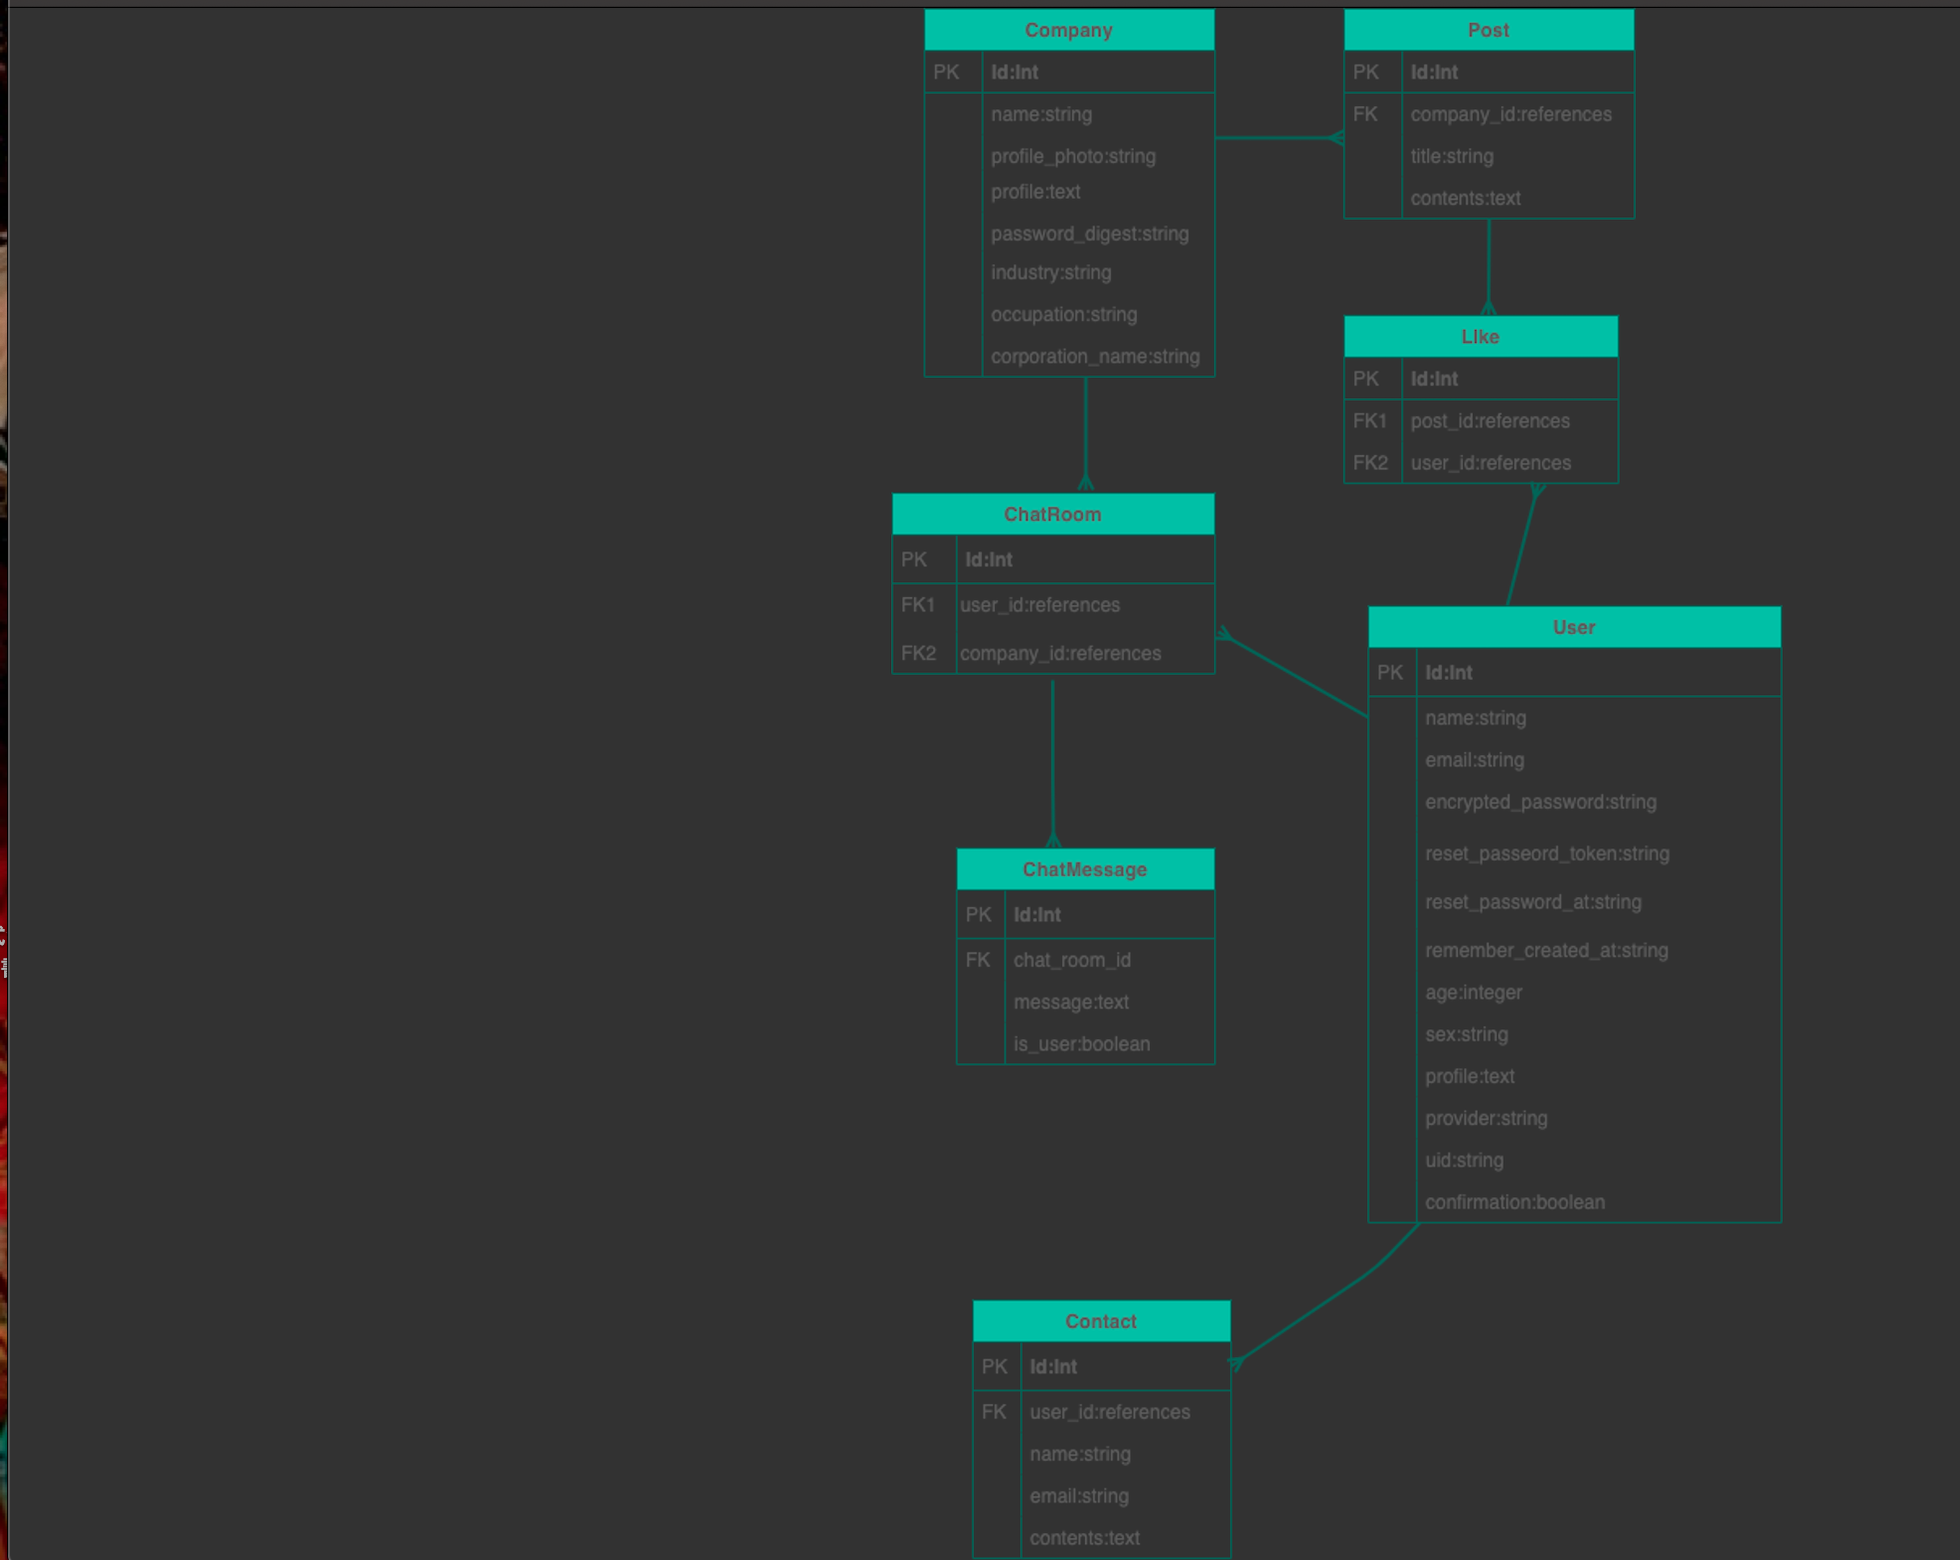 Company
PK Id:Int
name:string
profile_photo:string
profile:text
password_digest:string
industry:string
occupation:string
corporation_name:string
Post
PK Id:Int
FK company_id:references
title:string
contents:text
LIke
PK Id:Int
FK1 post_id:references
FK2 user_id:references
ChatRoom
PK Id:Int
FK1 user_id:references
FK2 company_id:references
User
PK Id:Int
name:string
email:string
encrypted_password:string
reset_passeord_token:string
reset_password_at:string
remember_created_at:string
age:integer
sex:string
profile:text
provider:string
uid:string
confirmation:boolean
ChatMessage
PK Id:Int
FK chat_room_id
message:text
is_user:boolean
Contact
PK Id:Int
FK user_id:references
name:string
email:string
contents:text